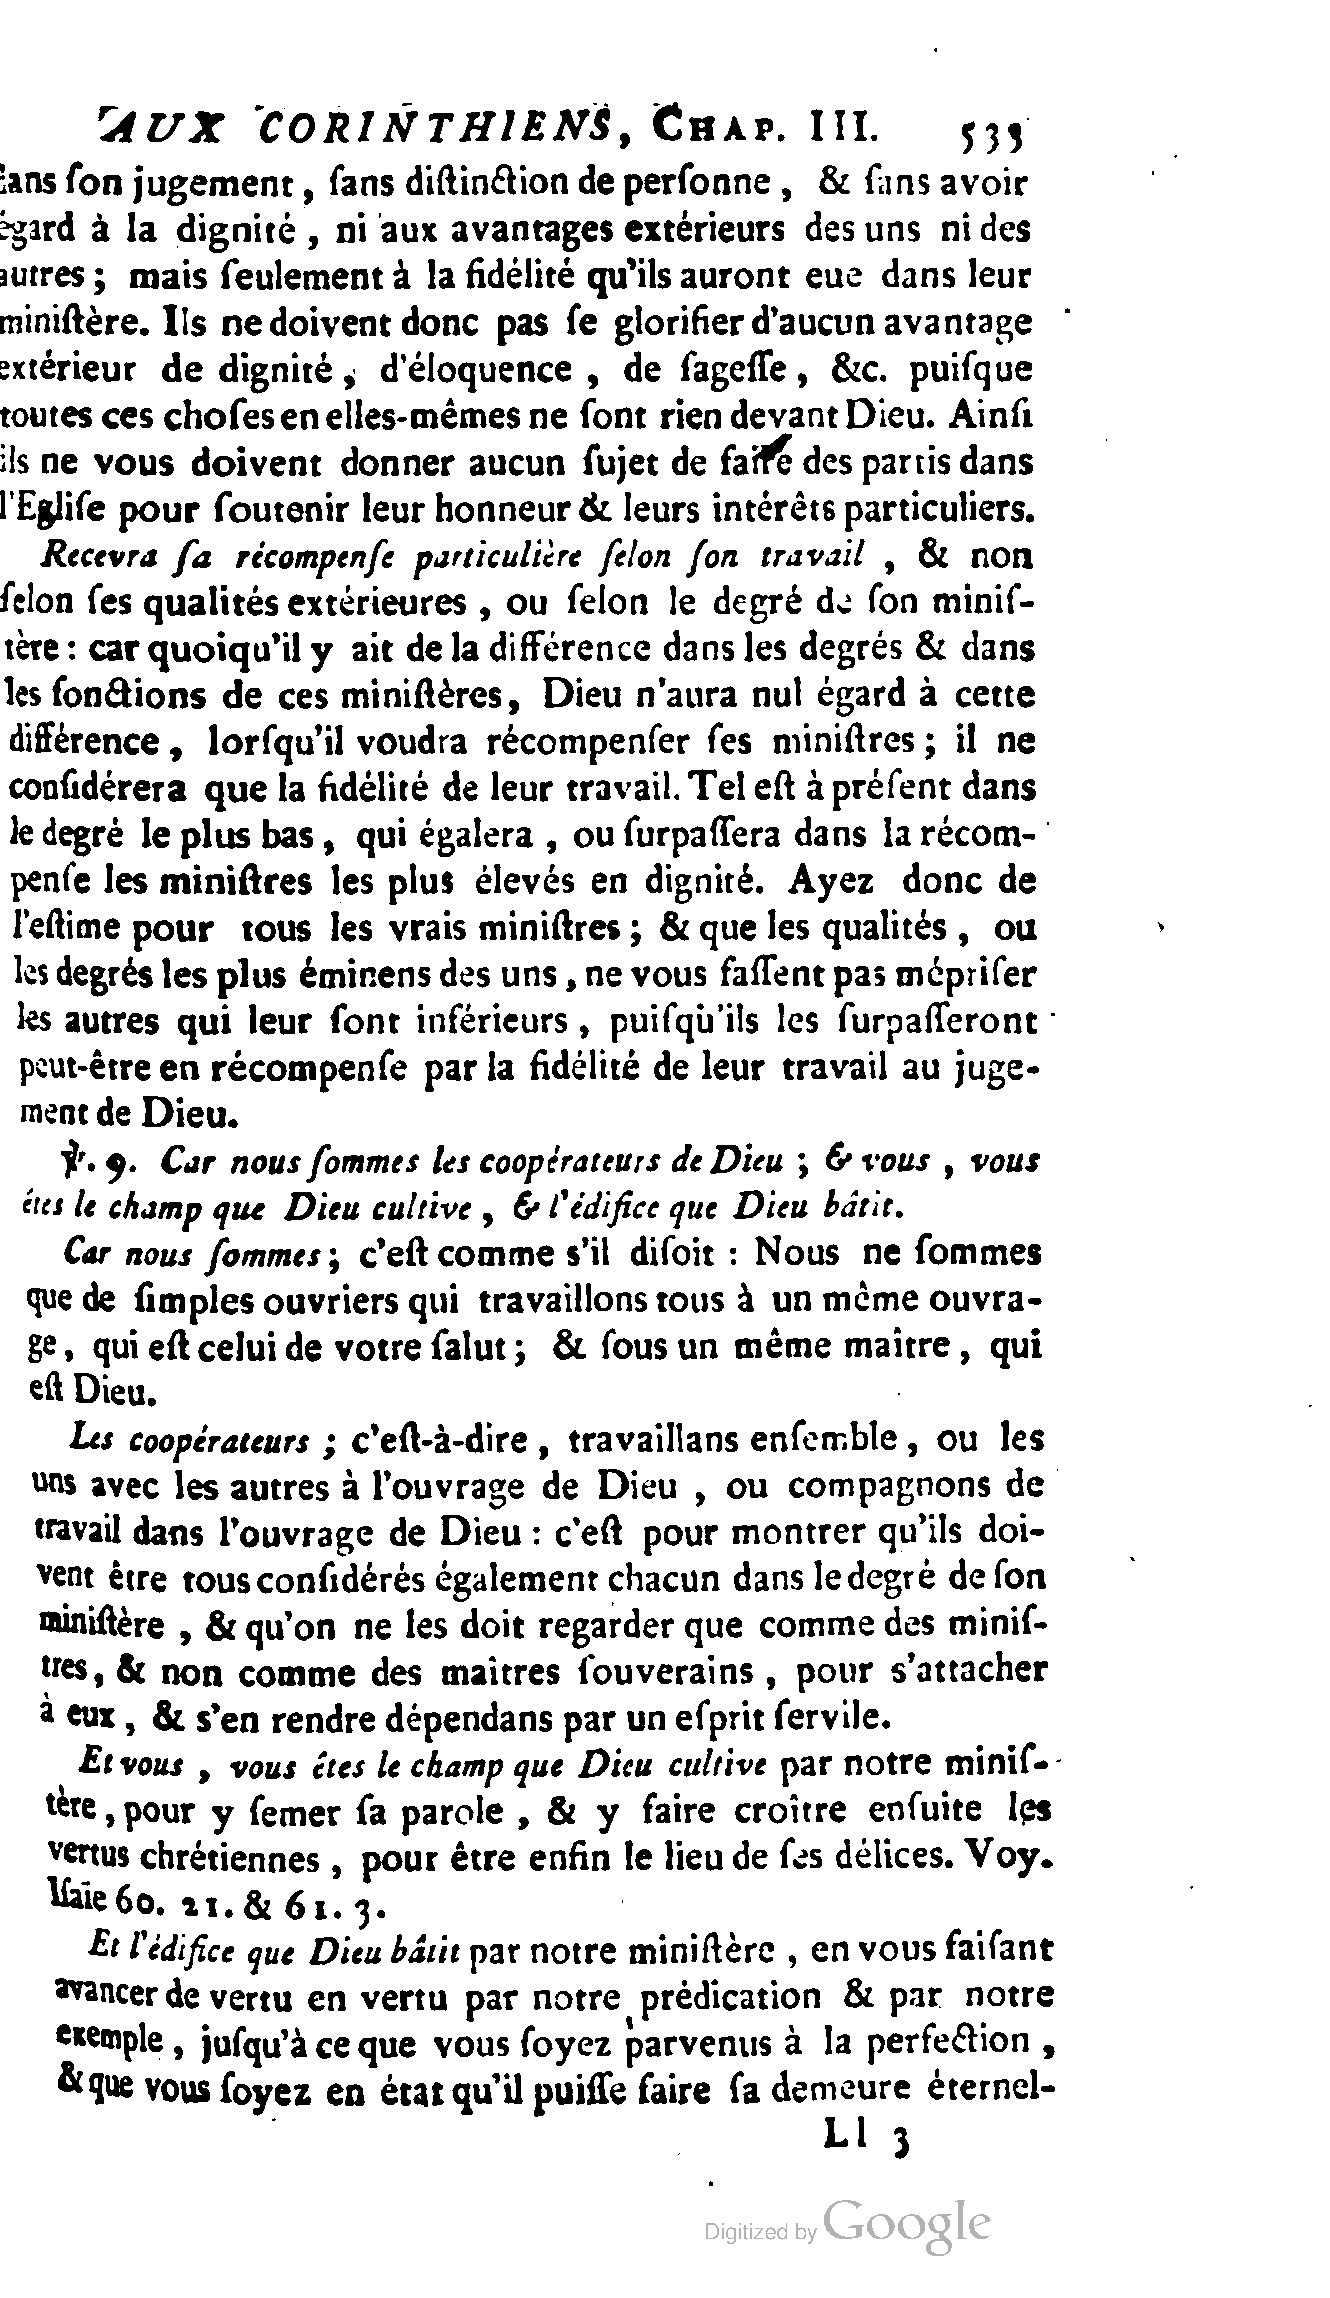 AUX CORINTHIENS, CHAP. III. 535
dans ſon jugement, ſans diſtinction de perſonne, & ſans avoir
égard à la dignité, ni aux avantages extérieurs des uns ni des
autres; mais ſeulement à la fidélité qu'ils auront eue dans leur
miniſtère. Ils ne doivent donc pas ſe glorifier d'aucun avantage
extérieur de dignité, d'éloquence, de ſageſſe, &c. puiſque
toutes ces choſes en elles-mêmes ne ſont rien devant Dieu. Ainſi
ils ne vous doivent donner aucun ſujet de faire des partis dans
l'Egliſe pour ſoutenir leur honneur & leurs intérêts particuliers.
Recevra ſa récompenſe particulière ſelon ſon travail, & non
ſelon ſes qualités extérieures, ou ſelon le degré de ſon miniſ-
tère: car quoiqu'il y ait de la différence dans les degrés & dans
les fonctions de ces miniſtères, Dieu n'aura nul égard à cette
différence, lorſqu'il voudra récompenſer ſes miniſtres; il ne
conſidérera que la fidélité de leur travail. Tel eſt à préſent dans
le degré le plus bas, qui égalera, ou ſurpaſſera dans la récom-
penſe les miniſtres les plus élevés en dignité. Ayez donc de
l'eſtime pour tous les vrais miniſtres; & que les qualités, ou
les degrés les plus éminens des uns, ne vous faſſent pas mépriſer
les autres qui leur ſont inférieurs, puiſqu'ils les ſurpaſſeront
peut-être en récompenſe par la fidélité de leur travail au juge-
ment de Dieu.
℣. 9. Car nous ſommes les coopérateurs de Dieu; & vous, vous
êtes le champ que Dieu cultive, & l'édifice que Dieu bâtit.
Car nous ſommes; c'eſt comme s'il diſoit: Nous ne ſommes
que de ſimples ouvriers qui travaillons tous à un même ouvra-
ge, qui eſt celui de votre ſalut; & ſous un même maître, qui
eſt Dieu.
Les coopérateurs; c'eſt-à-dire, travaillans enſemble, ou les
uns avec les autres à l'ouvrage de Dieu, ou compagnons de
travail dans l'ouvrage de Dieu: c'eſt pour montrer qu'ils doi-
vent être tous conſidérés également chacun dans le degré de ſon
miniſtère, & qu'on ne les doit regarder que comme des miniſ-
tres, & non comme des maîtres ſouverains, pour s'attacher
à eux, & s'en rendre dépendans par un eſprit ſervile.
Et vous, vous êtes le champ que Dieu cultive par notre miniſ-
tère, pour y ſemer ſa parole, & y faire croître enſuite les
vertus chrétiennes, pour être enfin le lieu de ſes délices. Voy.
Iſaïe 60. 21. & 61. 3.
Et l'édifice que Dieu bâtit par notre miniſtère, en vous faiſant
avancer de vertu en vertu par notre prédication & par notre
exemple, juſqu'à ce que vous ſoyez parvenus à la perfection,
& que vous ſoyez en état qu'il puiſſe faire ſa demeure éternel-
Ll 3
Digitized by Google